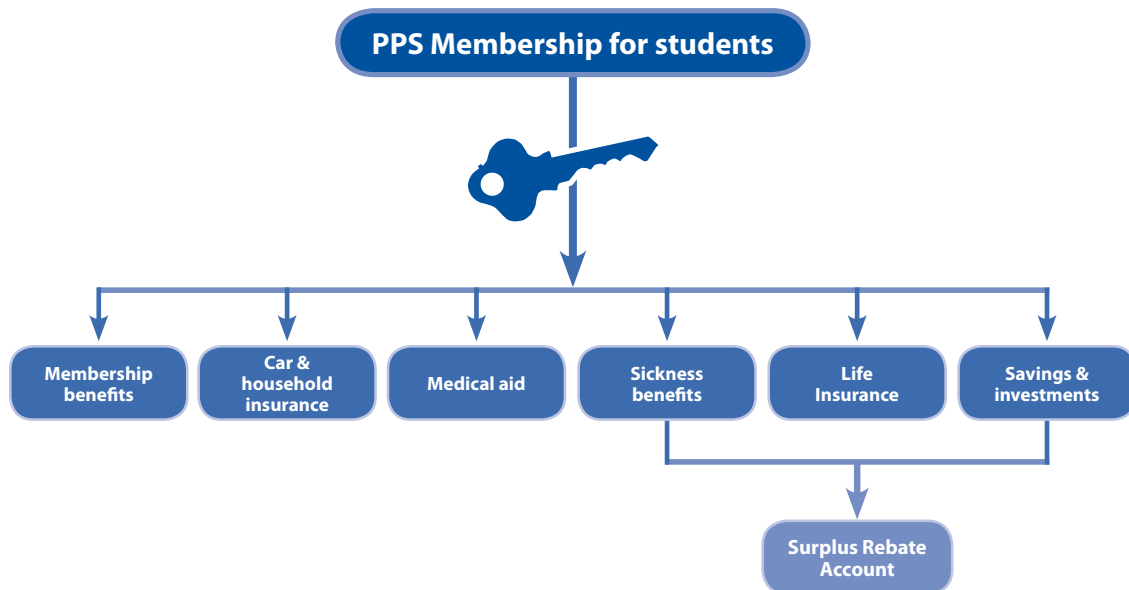 PPS Membership for students
Membership
benefits
Car &
household
insurance
Medical aid
Sickness
benefits
Life
Insurance
Savings &
investments
Surplus Rebate
Account